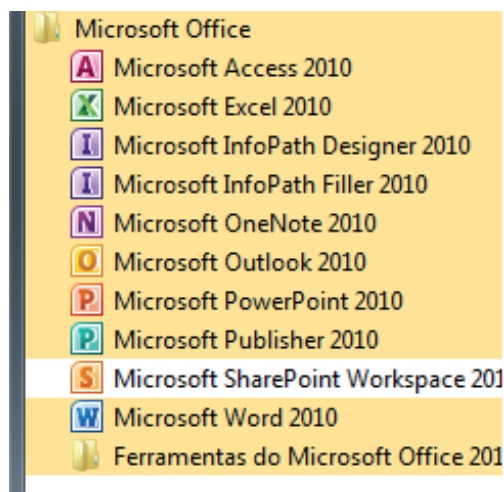 Microsoft Office
A Microsoft Access 2010
X Microsoft Excel 2010
I Microsoft InfoPath Designer 2010
I Microsoft InfoPath Filler 2010
N Microsoft OneNote 2010
O Microsoft Outlook 2010
P Microsoft PowerPoint 2010
P Microsoft Publisher 2010
S Microsoft SharePoint Workspace 201
W Microsoft Word 2010
Ferramentas do Microsoft Office 201